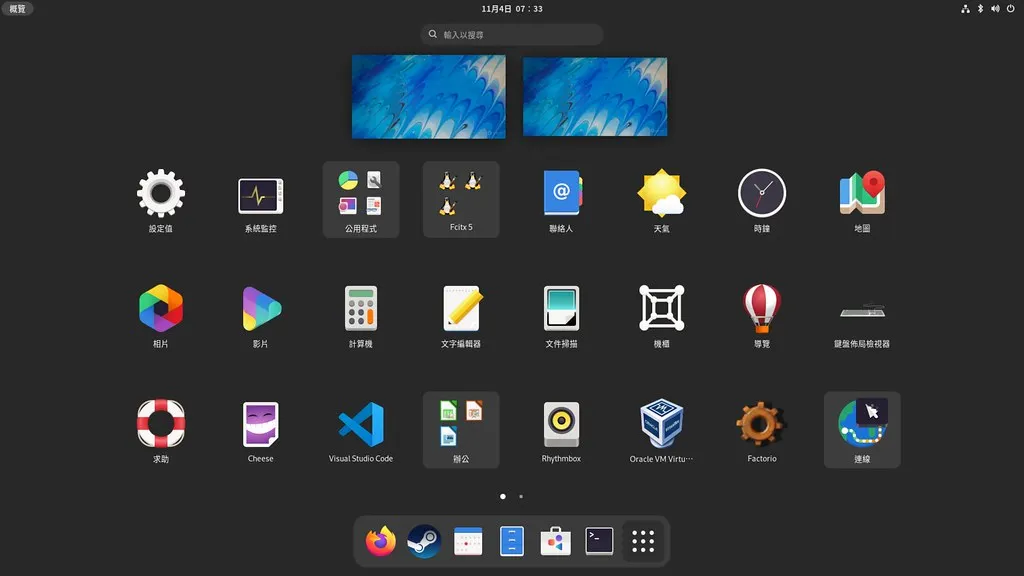 概覽
11月4日 07：33
輸入以搜尋
設定值
系統監控
公用程式
Fcitx 5
聯絡人
天氣
時鐘
地圖
相片
影片
計算機
文字編輯器
文件掃描
機櫃
導覽
鍵盤佈局檢視器
求助
Cheese
Visual Studio Code
辦公
Rhythmbox
Oracle VM Virtu…
Factorio
連線